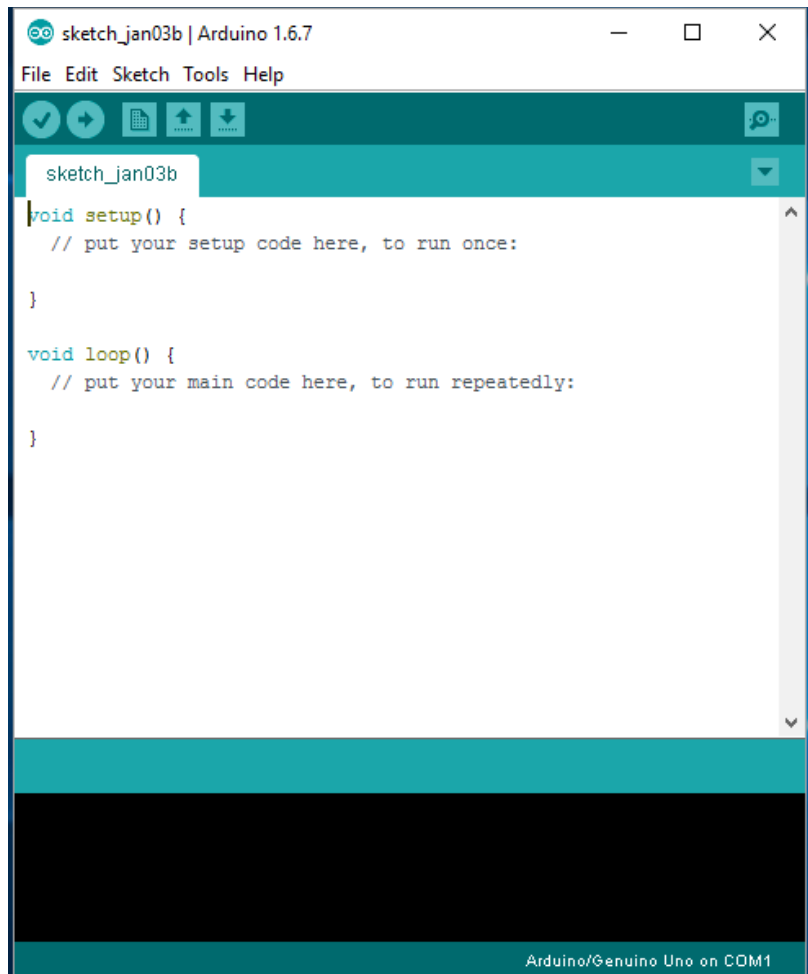 sketch_jan03b | Arduino 1.6.7
File Edit Sketch Tools Help
sketch_jan03b
void setup() {
  // put your setup code here, to run once:

}

void loop() {
  // put your main code here, to run repeatedly:

}
Arduino/Genuino Uno on COM1